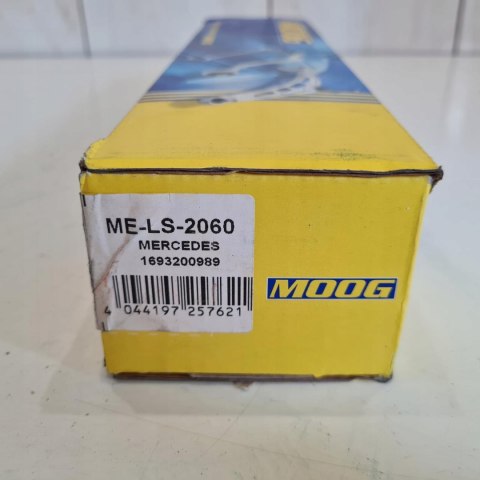 ME-LS-2060
MERCEDES
1693200989
4 044197 257621
MOOG